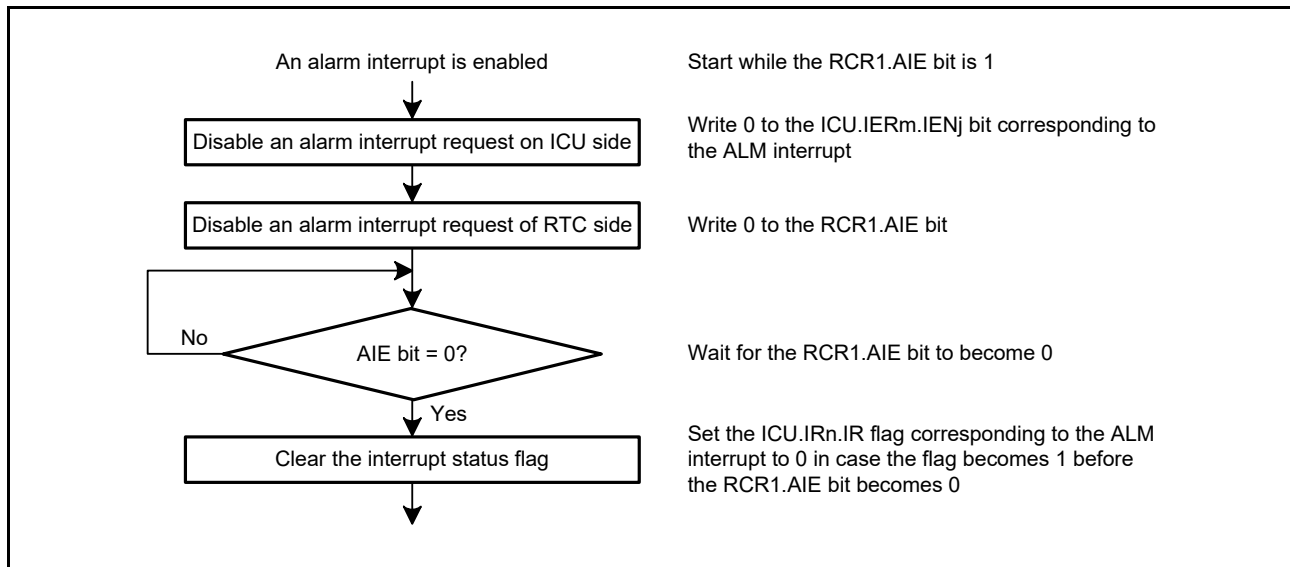 An alarm interrupt is enabled
Start while the RCR1.AIE bit is 1
Disable an alarm interrupt request on ICU side
Write 0 to the ICU.IERm.IENj bit corresponding to
the ALM interrupt
Disable an alarm interrupt request of RTC side
Write 0 to the RCR1.AIE bit
No
AIE bit = 0?
Wait for the RCR1.AIE bit to become 0
Yes
Clear the interrupt status flag
Set the ICU.IRn.IR flag corresponding to the ALM
interrupt to 0 in case the flag becomes 1 before
the RCR1.AIE bit becomes 0